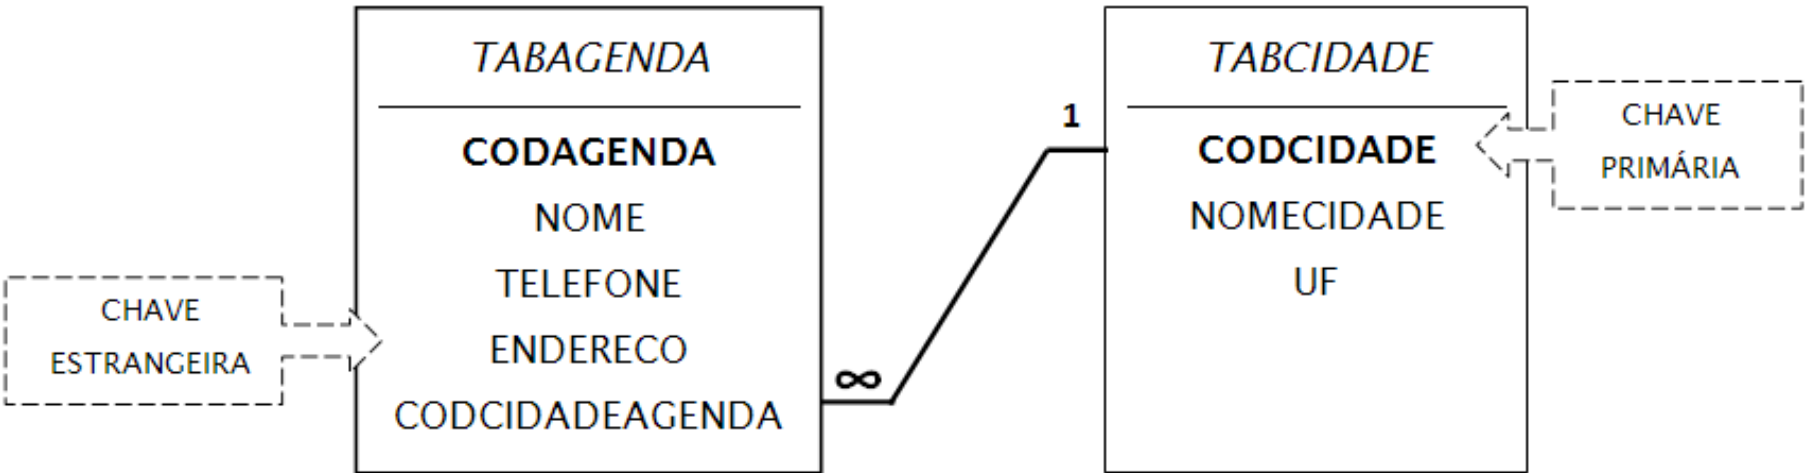 TABAGENDA
CODAGENDA
NOME
TELEFONE
ENDERECO
CODCIDADEAGENDA
CHAVE
ESTRANGEIRA
∞
1
TABCIDADE
CODCIDADE
NOMECIDADE
UF
CHAVE
PRIMÁRIA